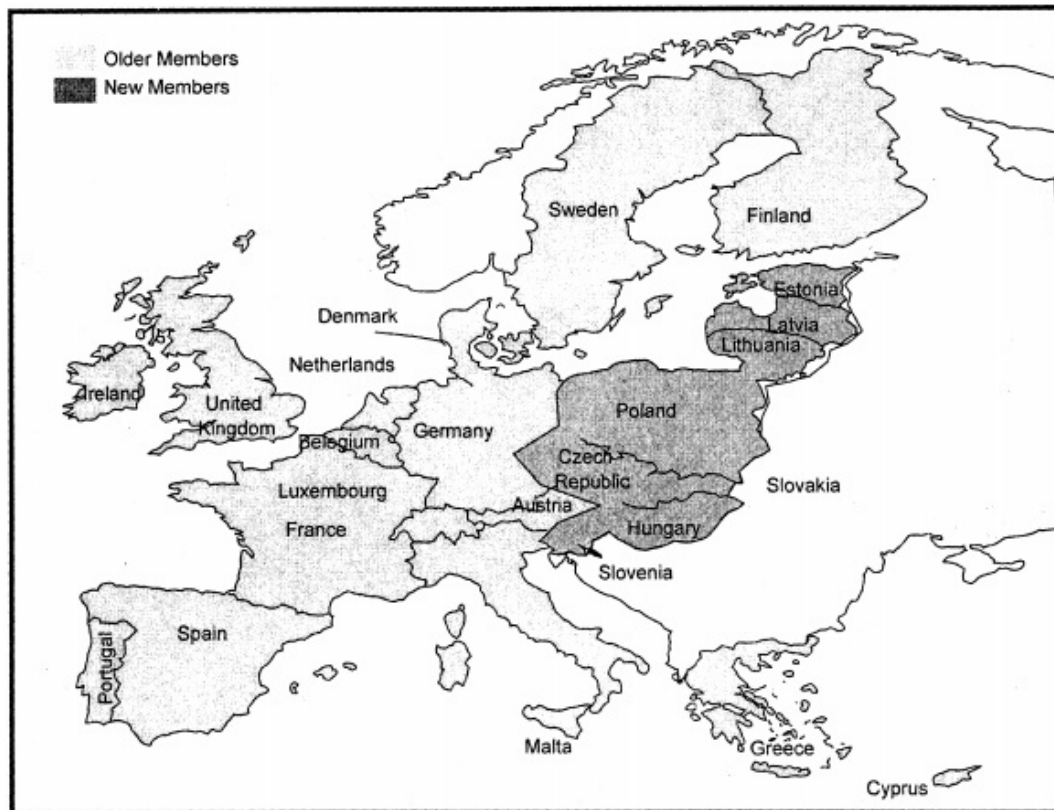 Older Members
New Members
Sweden
Finland
Estonia
Denmark
Latvia
Lithuania
Netherlands
Ireland
United
Kingdom
Belegium
Germany
Poland
Czech
Republic
Slovakia
Luxembourg
Austria
France
Hungary
Slovenia
Spain
Portugal
Malta
Greece
Cyprus